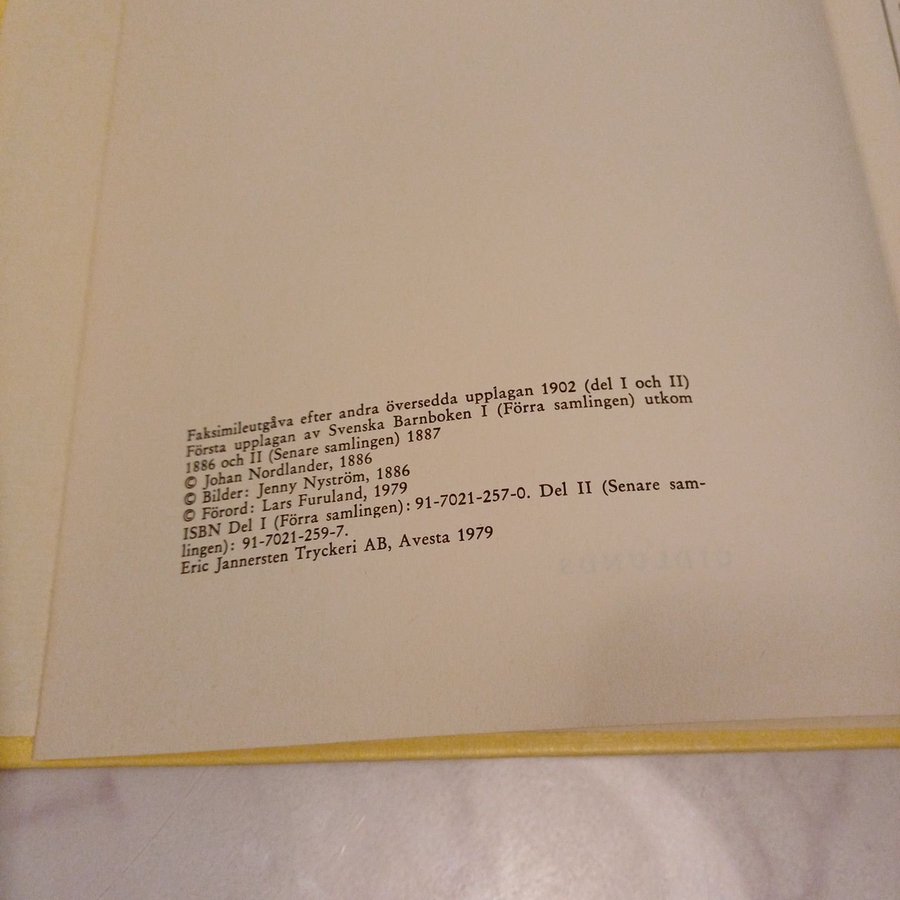 Faksimileutgåva efter andra översedda upplagan 1902 (del I och II)
Första upplagan av Svenska Barnboken I (Förra samlingen) utkom
1886 och II (Senare samlingen) 1887
© Johan Nordlander, 1886
© Bilder: Jenny Nyström, 1886
© Förord: Lars Furuland, 1979
ISBN Del I (Förra samlingen): 91-7021-257-0. Del II (Senare sam-
lingen): 91-7021-259-7.
Eric Jannersten Tryckeri AB, Avesta 1979